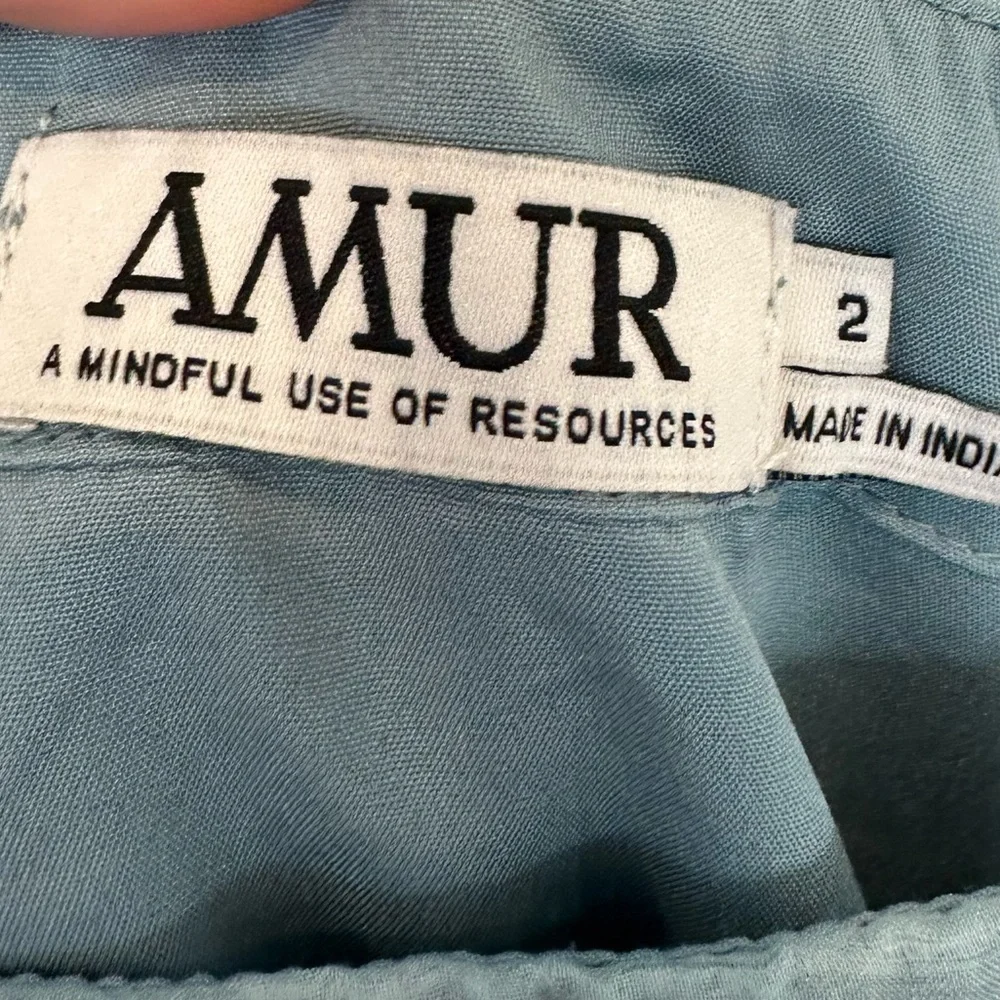 AMUR
A MINDFUL USE OF RESOURCES
2
MADE IN INDIA